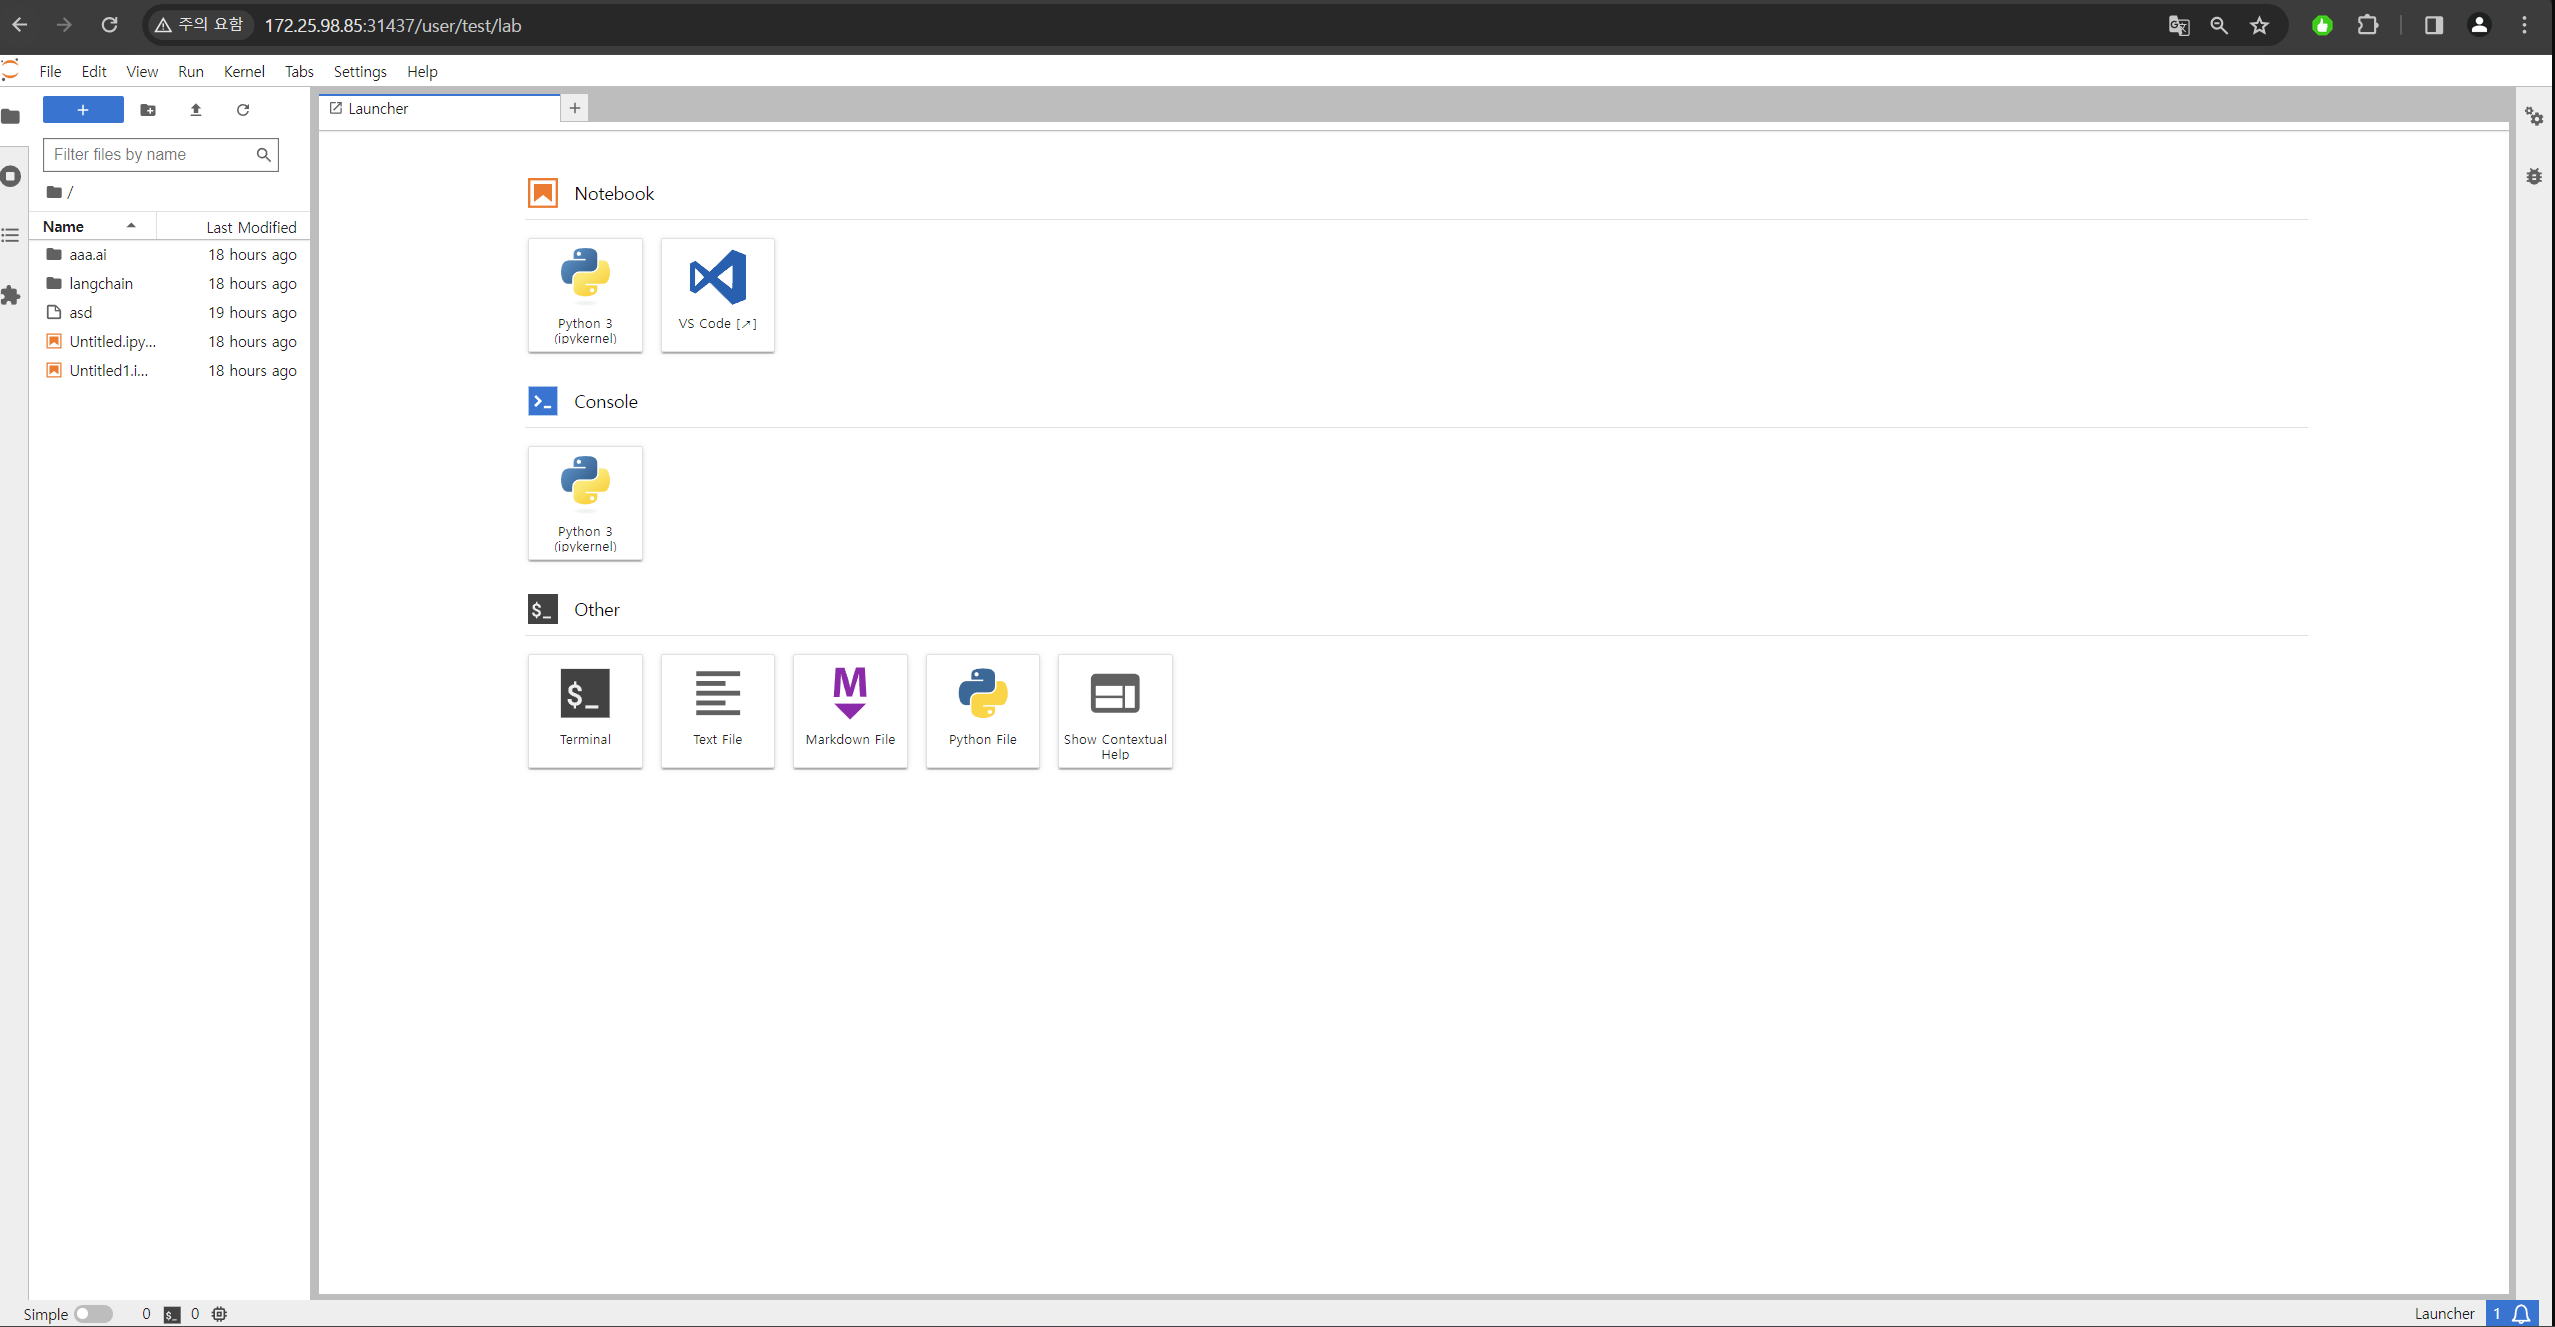 주의 요함 172.25.98.85:31437/user/test/lab
File Edit View Run Kernel Tabs Settings Help
+
Launcher +
Filter files by name
/
Name Last Modified
aaa.ai 18 hours ago
langchain 18 hours ago
asd 19 hours ago
Untitled.ipy... 18 hours ago
Untitled1.i... 18 hours ago
Notebook
Python 3
(ipykernel)
VS Code [↗]
Console
Python 3
(ipykernel)
$_ Other
$_
Terminal
Text File
M
Markdown File
Python File
Show Contextual
Help
Simple 0 $_ 0 Launcher 1